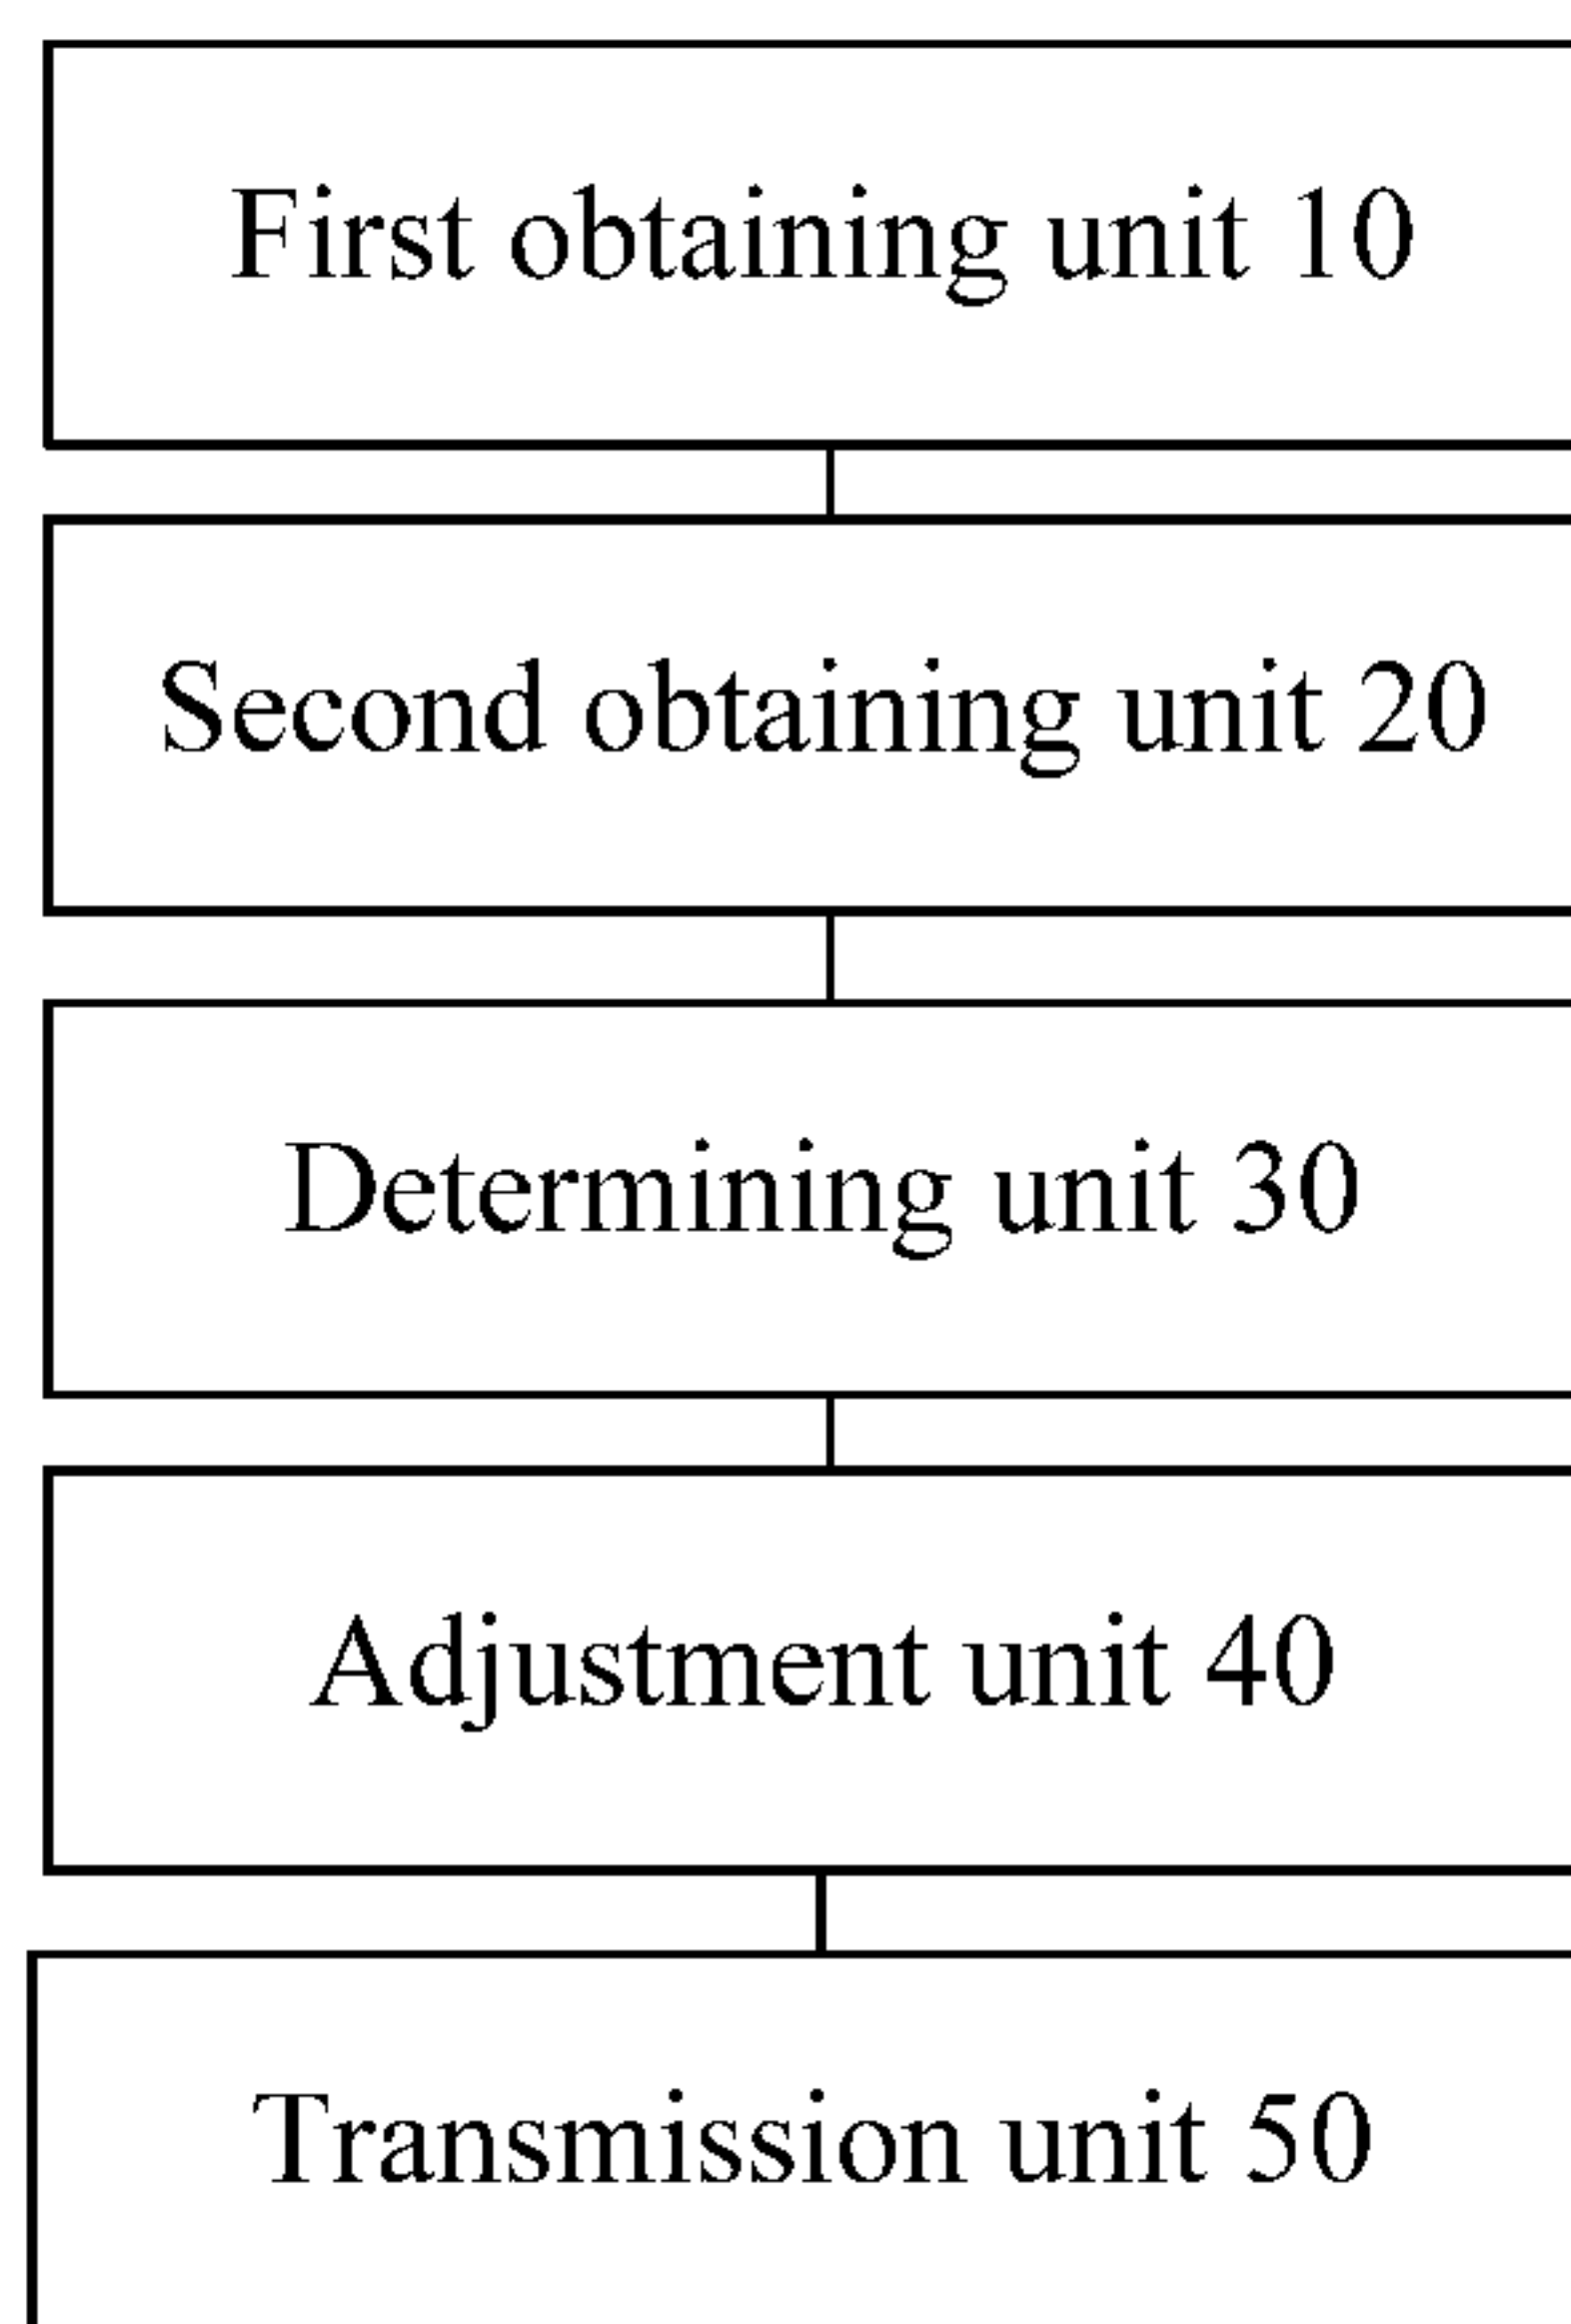 First obtaining unit 10
Second obtaining unit 20
Determining unit 30
Adjustment unit 40
Transmission unit 50